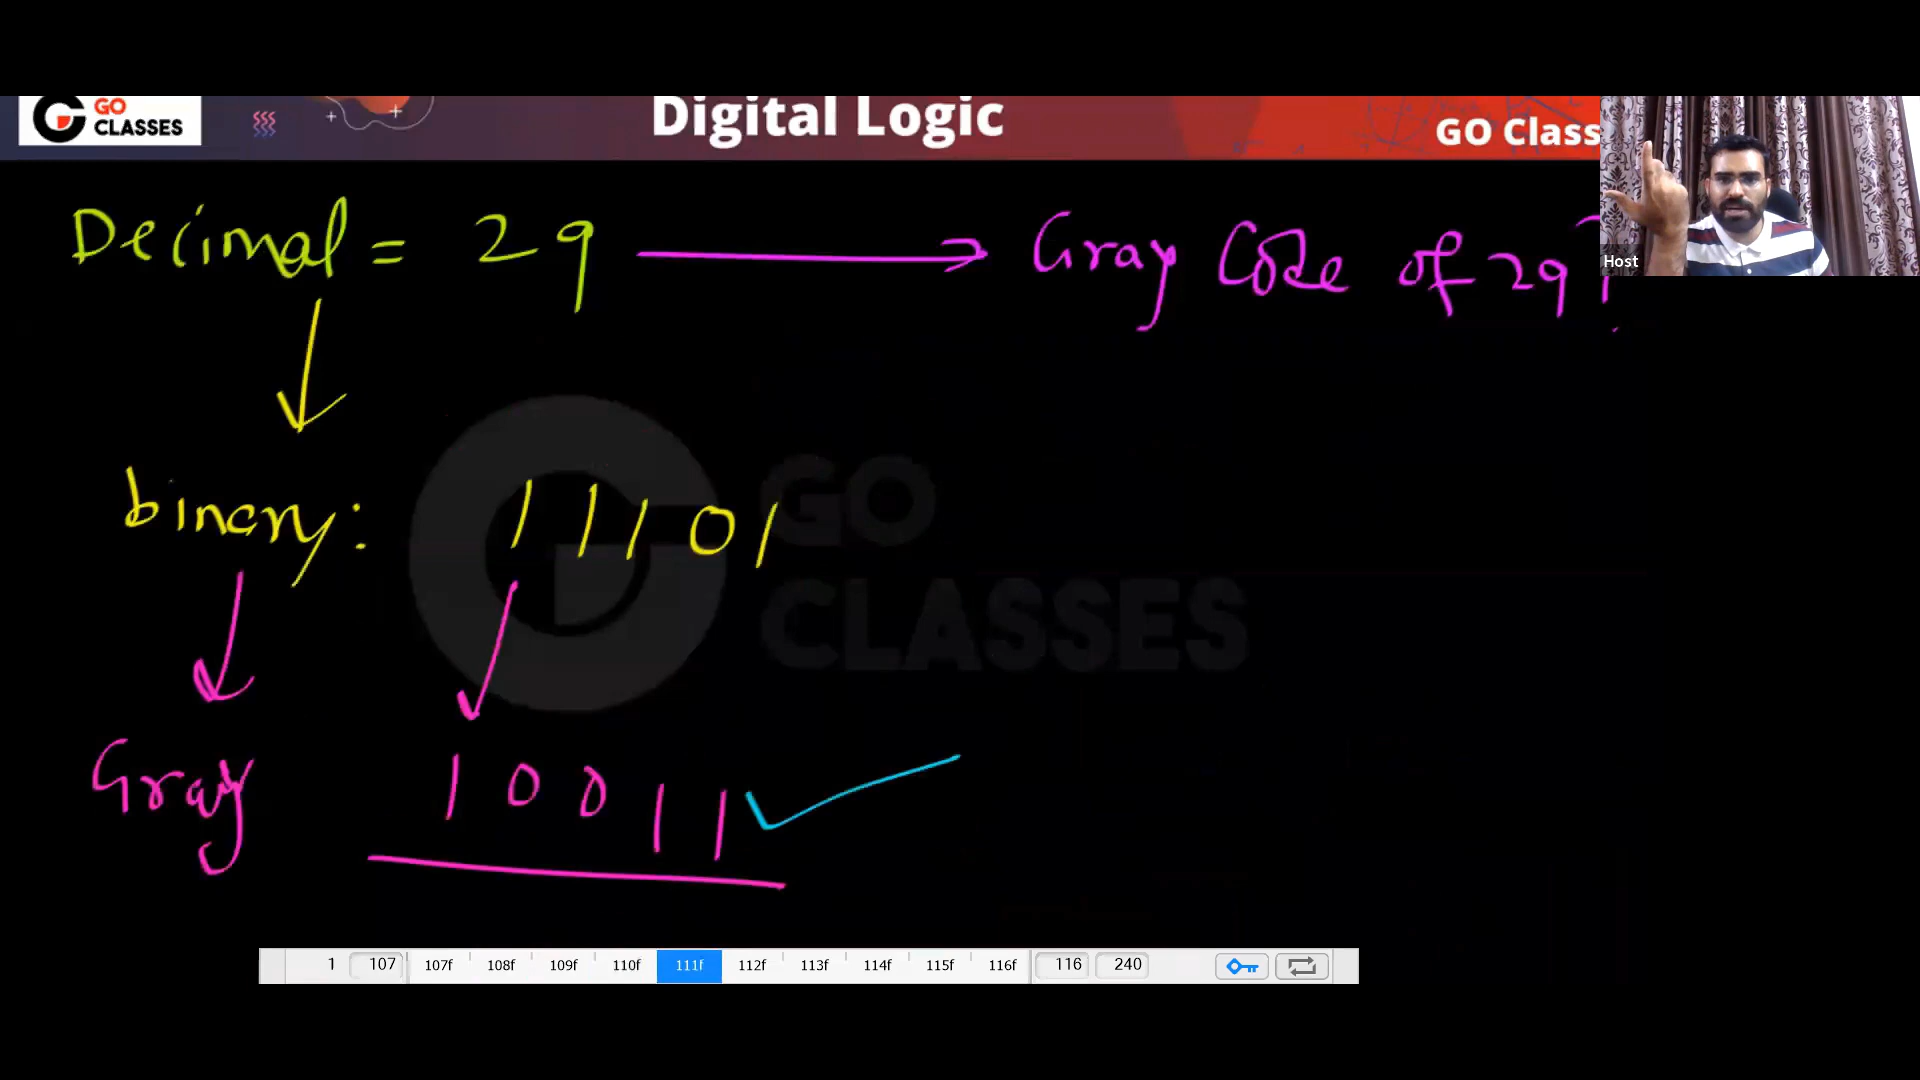 GO CLASSES
Digital Logic
GO Class
Host
Decimal = 29 → Gray Code of 29 ?
binary: 11101
GO
CLASSES
Gray 10011
1 107 107f 108f 109f 110f 111f 112f 113f 114f 115f 116f 116 240